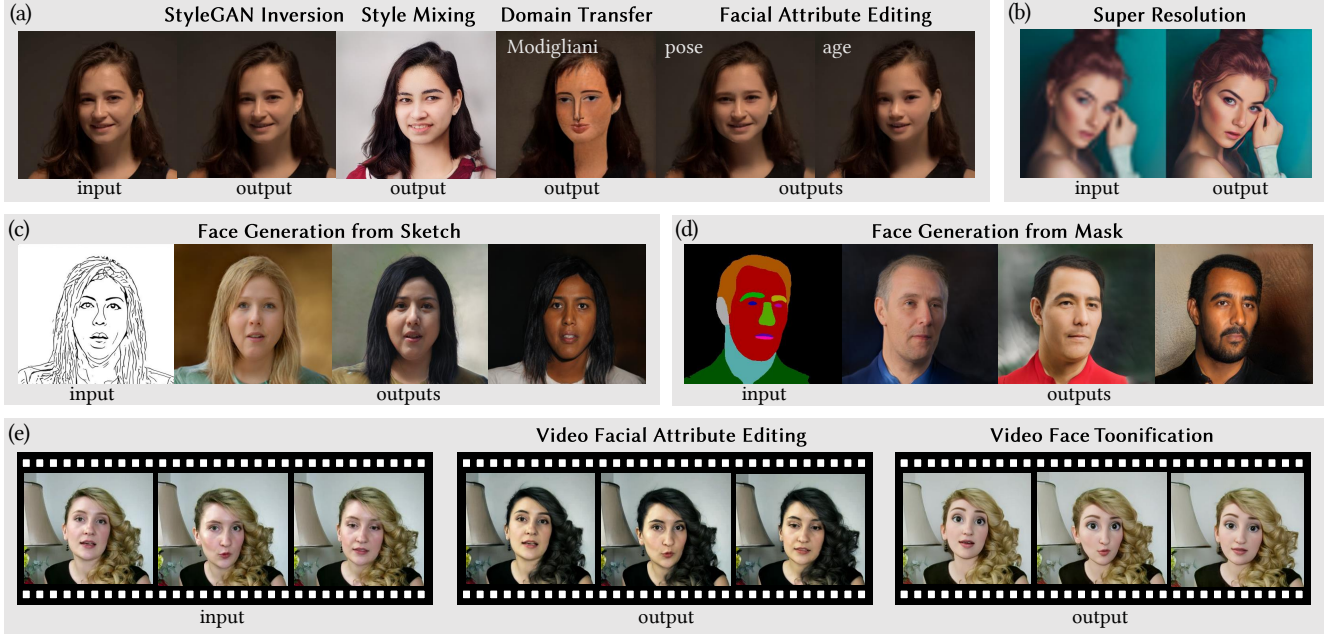 (a)
StyleGAN Inversion
Style Mixing
Domain Transfer
Facial Attribute Editing
Modigliani
pose
age
input
output
output
output
outputs
(b)
Super Resolution
input
output
(c)
Face Generation from Sketch
input
outputs
(d)
Face Generation from Mask
input
outputs
(e)
Video Facial Attribute Editing
Video Face Toonification
input
output
output